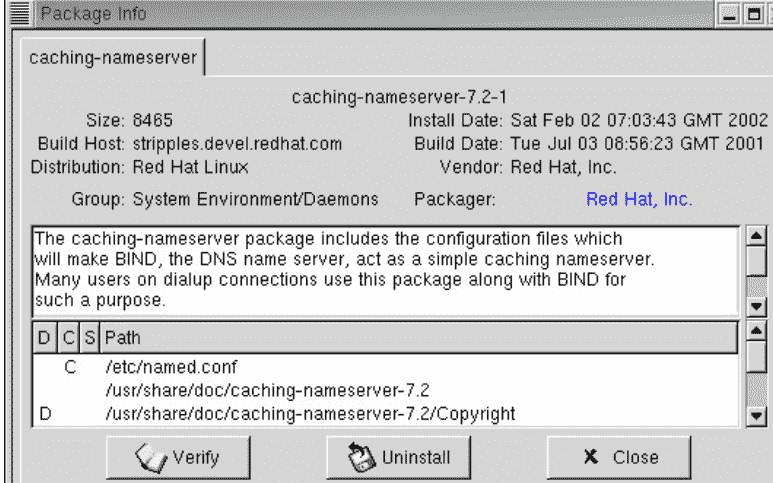 Package Info
caching-nameserver
caching-nameserver-7.2-1
Size: 8465 Install Date: Sat Feb 02 07:03:43 GMT 2002
Build Host: stripples.devel.redhat.com Build Date: Tue Jul 03 08:56:23 GMT 2001
Distribution: Red Hat Linux Vendor: Red Hat, Inc.
Group: System Environment/Daemons Packager: Red Hat, Inc.
The caching-nameserver package includes the configuration files which
will make BIND, the DNS name server, act as a simple caching nameserver.
Many users on dialup connections use this package along with BIND for
such a purpose.
D C S Path
C /etc/named.conf
/usr/share/doc/caching-nameserver-7.2
D /usr/share/doc/caching-nameserver-7.2/Copyright
Verify Uninstall Close